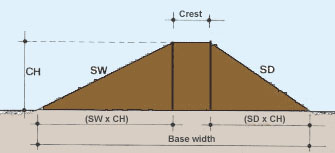 Crest
CH
SW
SD
(SW x CH)
(SD x CH)
Base width